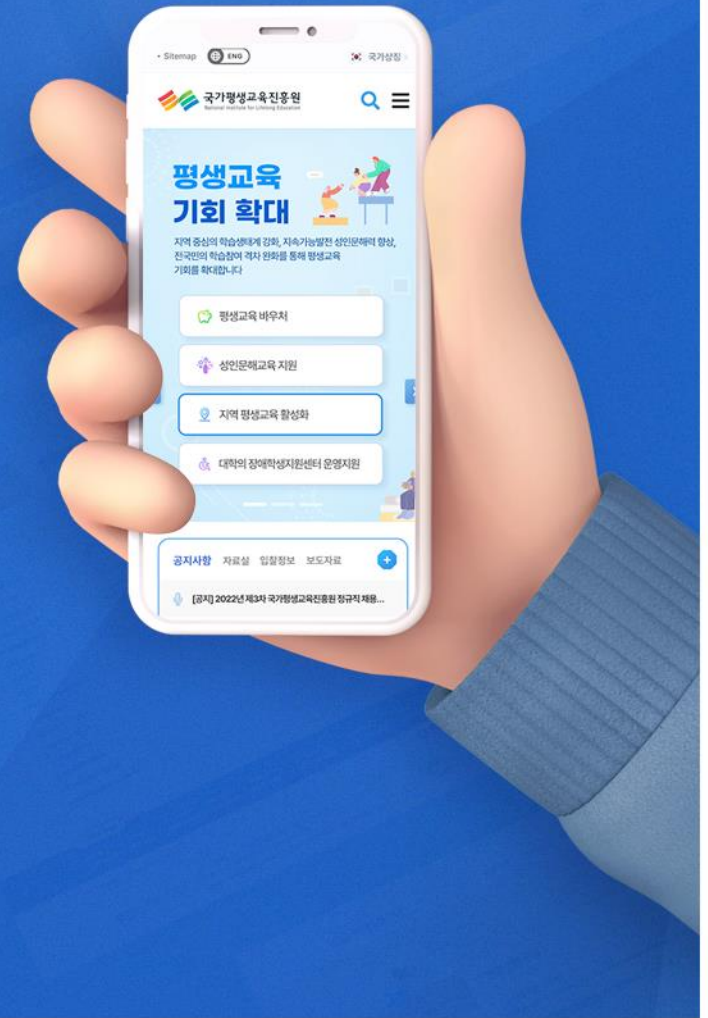 • Sitemap ENG 국가상징 >
국가평생교육진흥원
National Institute for Lifelong Education
평생교육
기회 확대
지역 중심의 학습생태계 강화, 지속가능발전 성인문해력 향상,
전국민의 학습참여 격차 완화를 통해 평생교육
기회를 확대합니다
평생교육 바우처
성인문해교육 지원
지역 평생교육 활성화
대학의 장애학생지원센터 운영지원
공지사항 자료실 입찰정보 보도자료 +
[공지] 2022년 제3차 국가평생교육진흥원 정규직 채용...